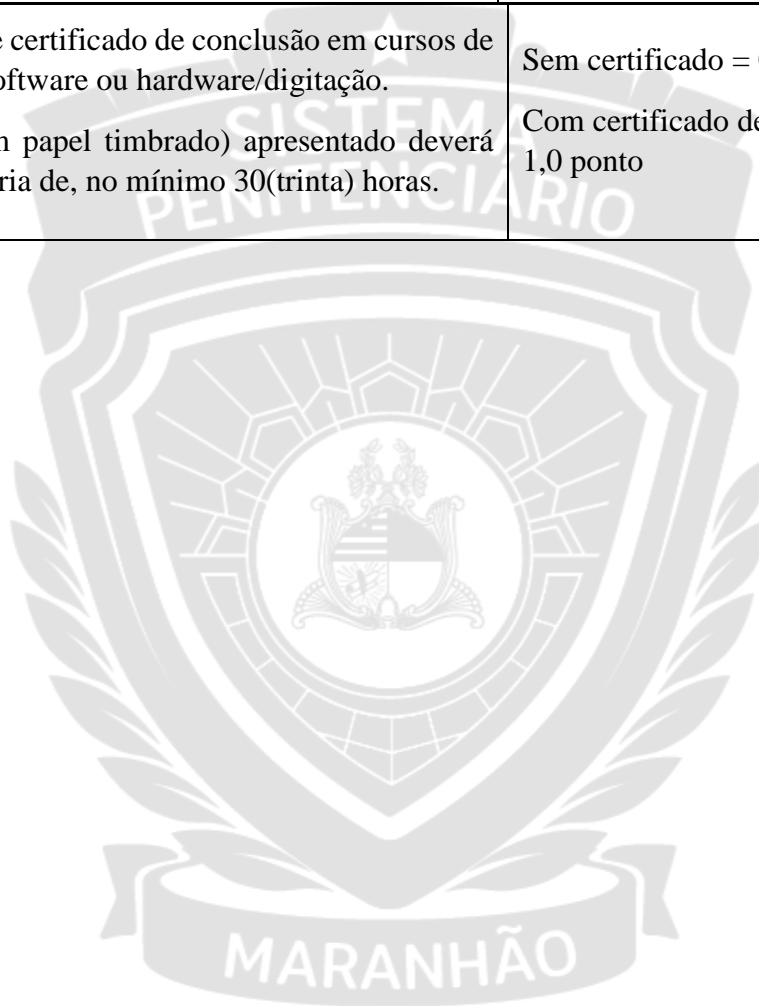 e certificado de conclusão em cursos de
oftware ou hardware/digitação.
m papel timbrado) apresentado deverá
ria de, no mínimo 30(trinta) horas.
Sem certificado =
Com certificado de
1,0 ponto
SISTEMA
PENITENCIÁRIO
MARANHÃO